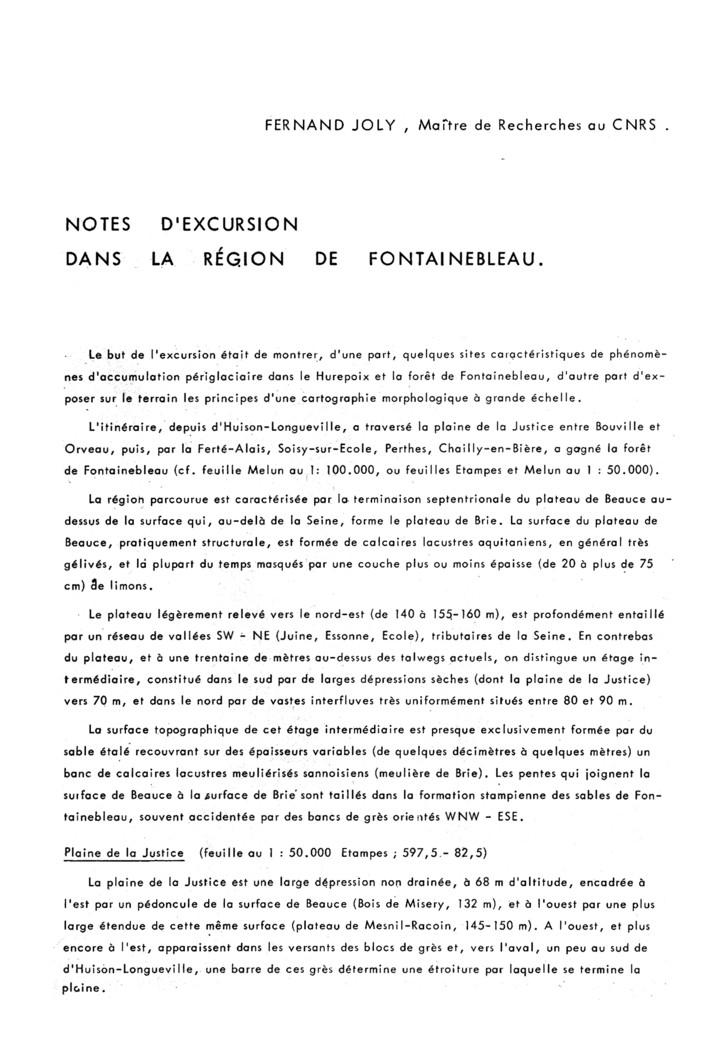 FERNAND JOLY , Maître de Recherches au CNRS .
NOTES D'EXCURSION
DANS LA RÉGION DE FONTAINEBLEAU.
Le but de l'excursion était de montrer, d'une part, quelques sites caractéristiques de phénomè-
nes d'accumulation périglaciaire dans le Hurepoix et la forêt de Fontainebleau, d'autre part d'ex-
poser sur le terrain les principes d'une cartographie morphologique à grande échelle.
L'itinéraire, depuis d'Huison-Longueville, a traversé la plaine de la Justice entre Bouville et
Orveau, puis, par la Ferté-Alais, Soisy-sur-Ecole, Perthes, Chailly-en-Bière, a gagné la forêt
de Fontainebleau (cf. feuille Melun au 1: 100.000, ou feuilles Etampes et Melun au 1 : 50.000).
La région parcourue est caractérisée par la terminaison septentrionale du plateau de Beauce au-
dessus de la surface qui, au-delà de la Seine, forme le plateau de Brie. La surface du plateau de
Beauce, pratiquement structurale, est formée de calcaires lacustres aquitaniens, en général très
gélivés, et la plupart du temps masqués par une couche plus ou moins épaisse (de 20 à plus de 75
cm) de limons.
Le plateau légèrement relevé vers le nord-est (de 140 à 155-160 m), est profondément entaillé
par un réseau de vallées SW - NE (Juine, Essonne, Ecole), tributaires de la Seine. En contrebas
du plateau, et à une trentaine de mètres au-dessus des talwegs actuels, on distingue un étage in-
termédiaire, constitué dans le sud par de larges dépressions sèches (dont la plaine de la Justice)
vers 70 m, et dans le nord par de vastes interfluves très uniformément situés entre 80 et 90 m.
La surface topographique de cet étage intermédiaire est presque exclusivement formée par du
sable étalé recouvrant sur des épaisseurs variables (de quelques décimètres à quelques mètres) un
banc de calcaires lacustres meuliérisés sannoisiens (meulière de Brie). Les pentes qui joignent la
surface de Beauce à la surface de Brie sont taillés dans la formation stampienne des sables de Fon-
tainebleau, souvent accidentée par des bancs de grès orientés WNW - ESE.
Plaine de la Justice (feuille au 1 : 50.000 Etampes ; 597,5 - 82,5)
La plaine de la Justice est une large dépression non drainée, à 68 m d'altitude, encadrée à
l'est par un pédoncule de la surface de Beauce (Bois de Misery, 132 m), et à l'ouest par une plus
large étendue de cette même surface (plateau de Mesnil-Racoin, 145-150 m). A l'ouest, et plus
encore à l'est, apparaissent dans les versants des blocs de grès et, vers l'aval, un peu au sud de
d'Huison-Longueville, une barre de ces grès détermine une étroiture par laquelle se termine la
plaine.